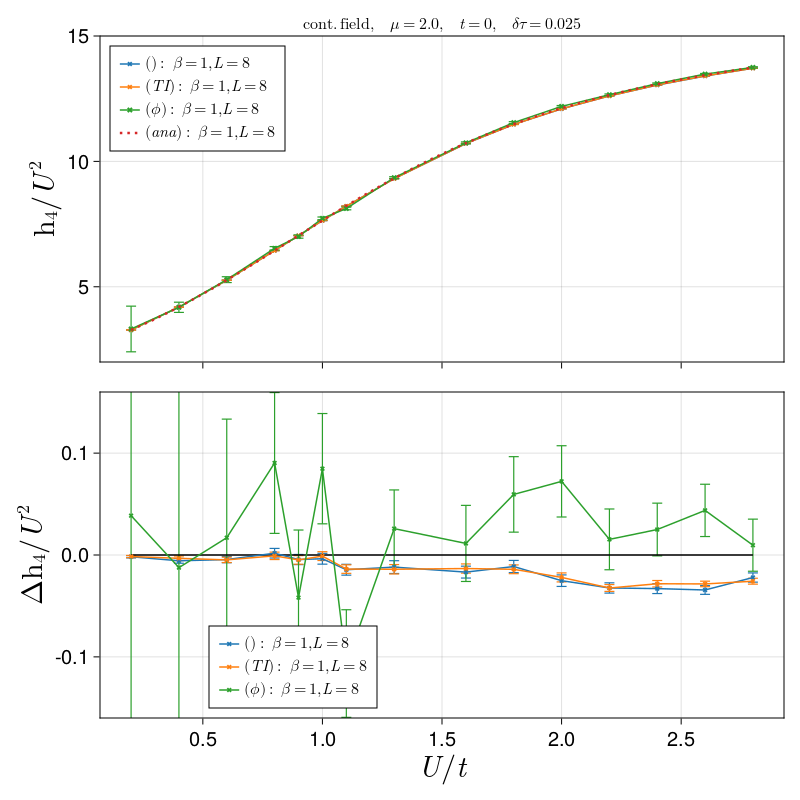 cont.field, μ = 2.0, t = 0, δτ = 0.025
15
10
5
h₄/U²
(): β = 1, L = 8
(TI): β = 1, L = 8
(ϕ): β = 1, L = 8
(ana): β = 1, L = 8
0.1
0.0
-0.1
Δh₄/U²
(): β = 1, L = 8
(TI): β = 1, L = 8
(ϕ): β = 1, L = 8
0.5 1.0 1.5 2.0 2.5
U/t